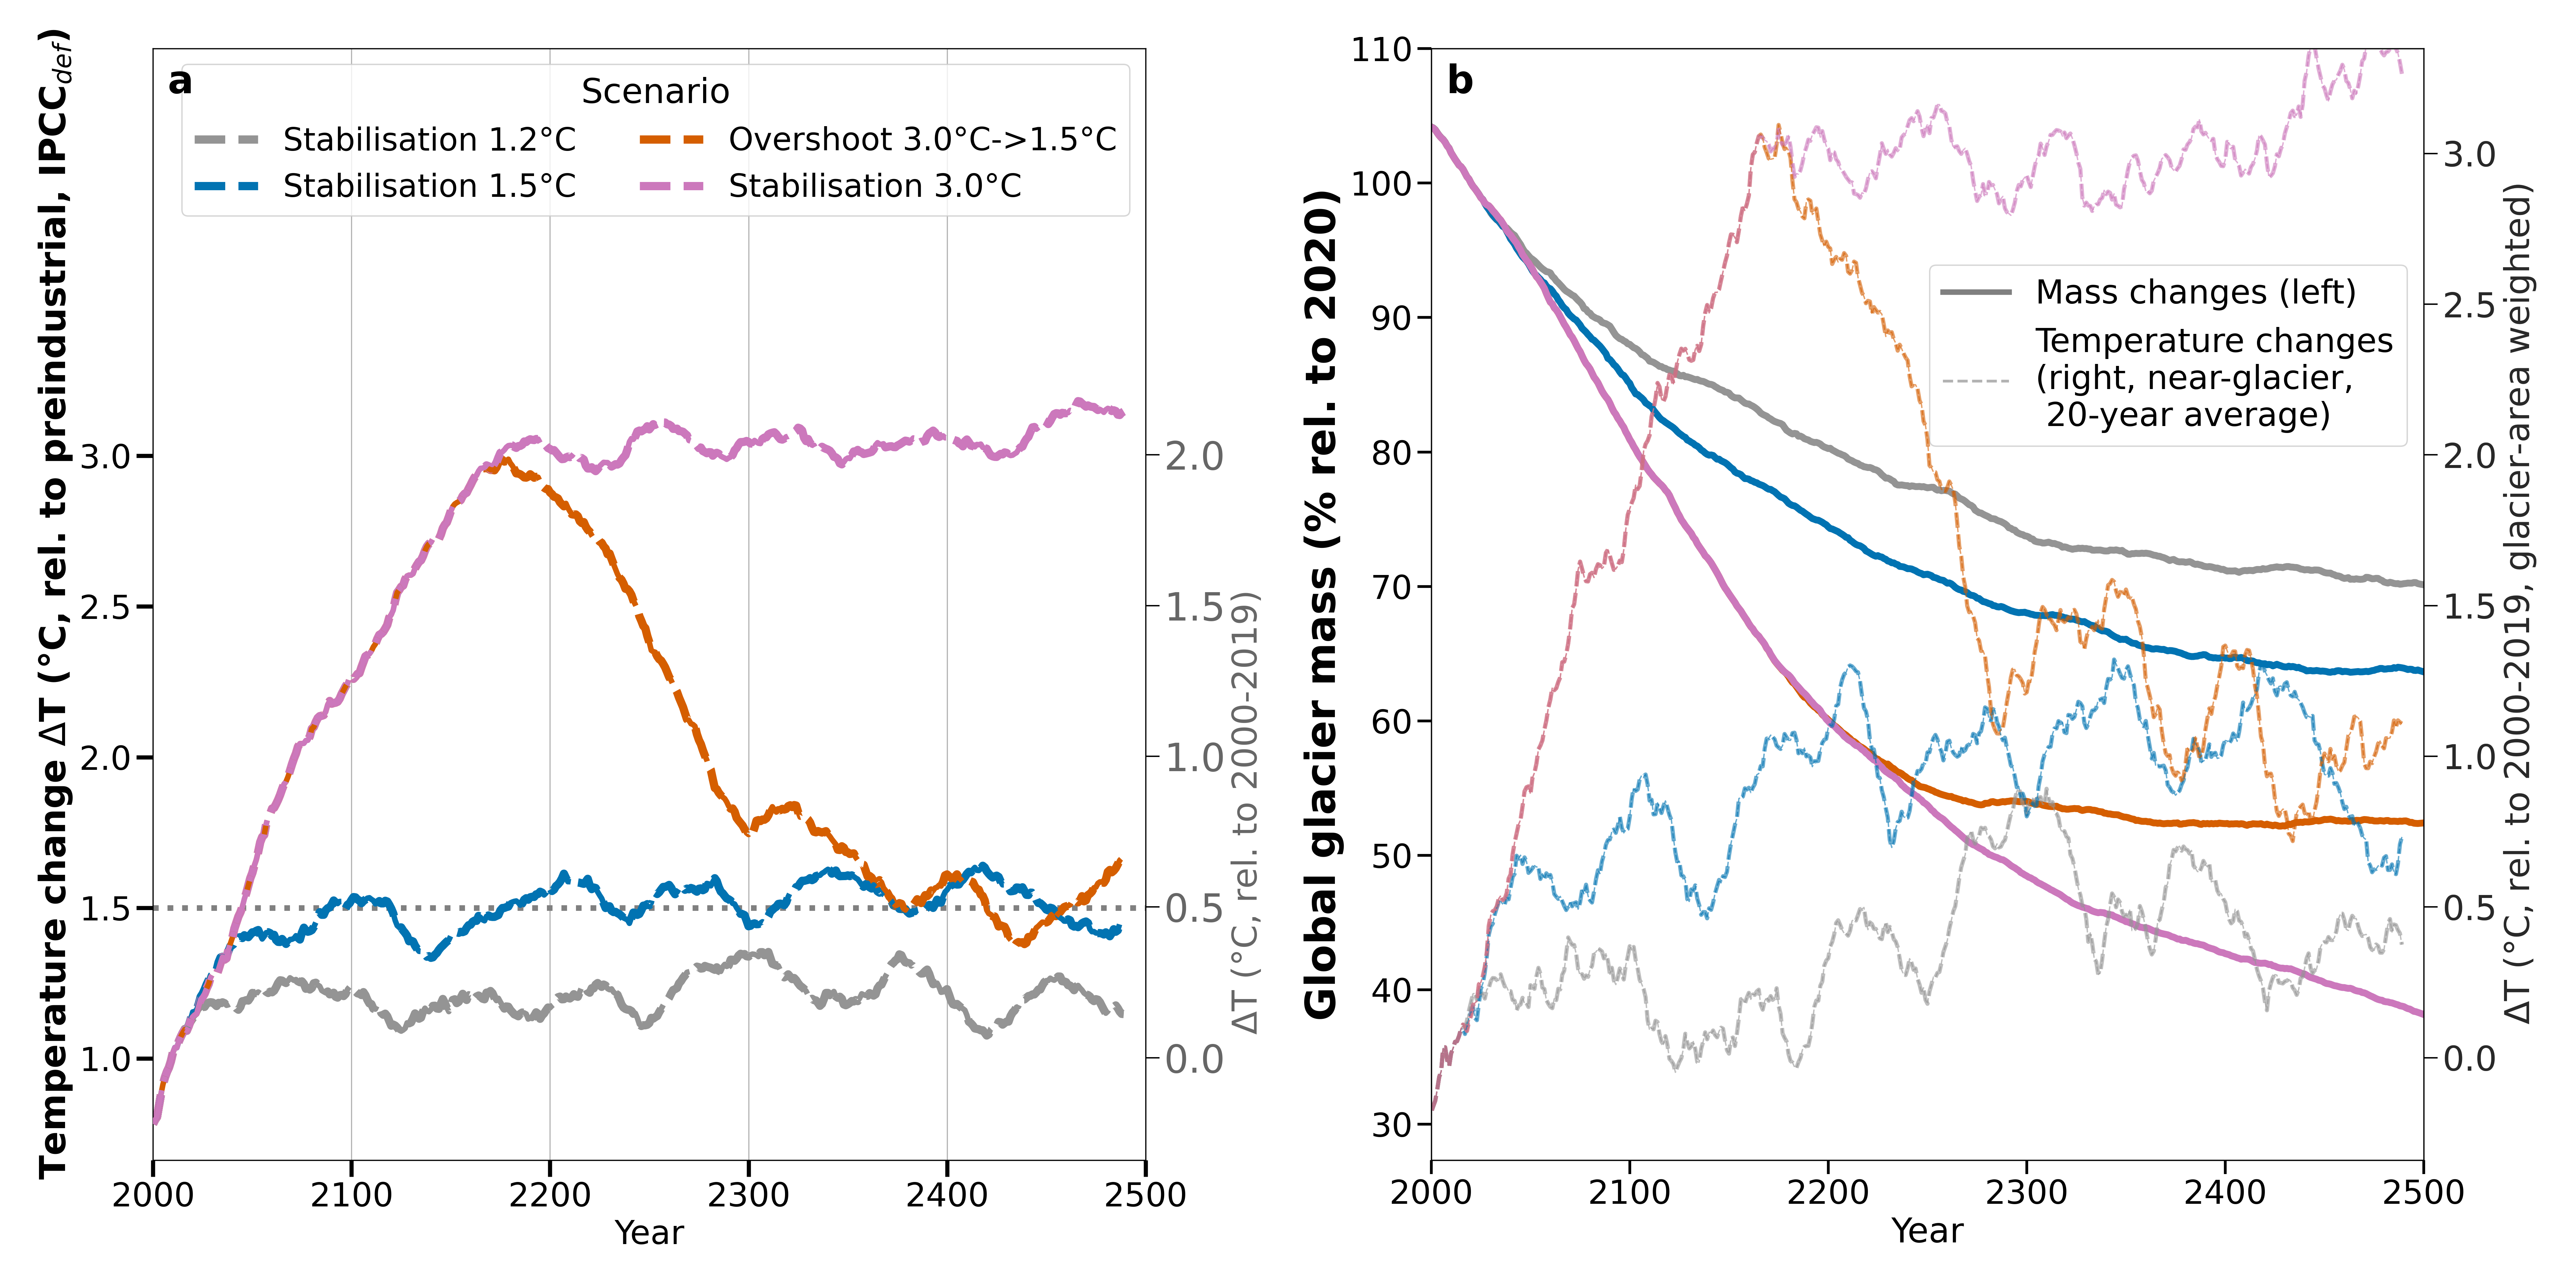 Temperature change ΔT (°C, rel. to preindustrial, IPCC_def)
a
Scenario
Stabilisation 1.2°C
Stabilisation 1.5°C
Overshoot 3.0°C->1.5°C
Stabilisation 3.0°C
3.0
2.5
2.0
1.5
1.0
2.0
1.5
1.0
0.5
0.0
ΔT (°C, rel. to 2000-2019)
2000
2100
2200
2300
2400
2500
Year
Global glacier mass (% rel. to 2020)
b
110
100
90
80
70
60
50
40
30
Mass changes (left)
Temperature changes
(right, near-glacier,
20-year average)
3.0
2.5
2.0
1.5
1.0
0.5
0.0
ΔT (°C, rel. to 2000-2019, glacier-area weighted)
2000
2100
2200
2300
2400
2500
Year